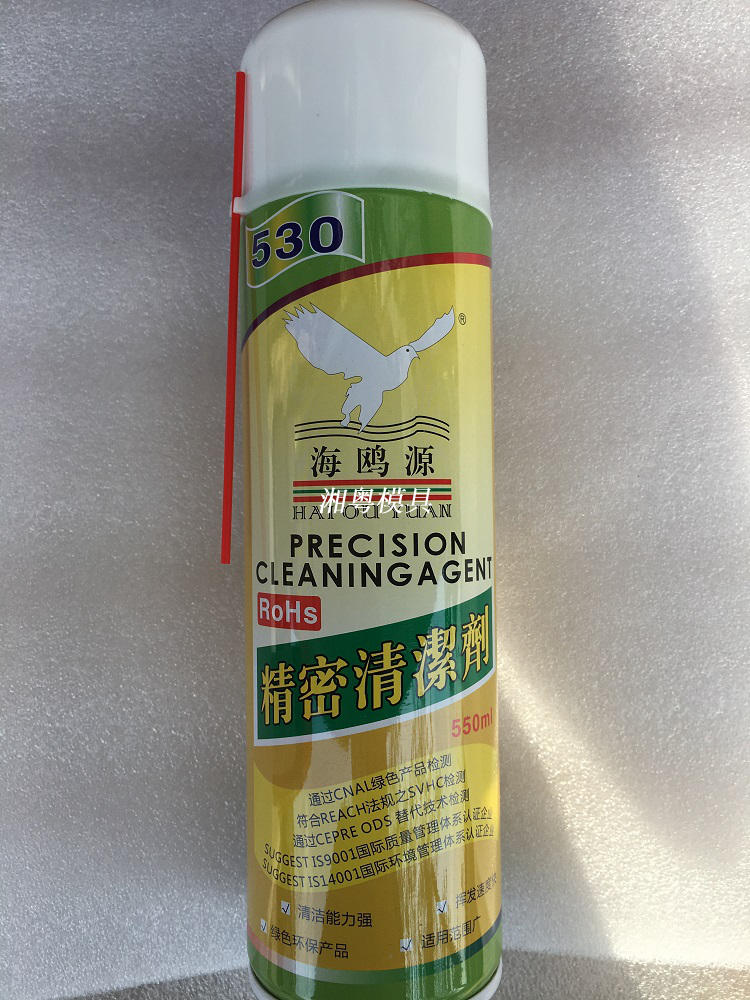 530
®
海鸥源
湘粤模具
HAIOU YUAN
PRECISION
CLEANINGAGENT
RoHs
精密清潔劑
550ml
通过CNAL绿色产品检测
符合REACH法规之SVHC检测
通过CEPRE ODS 替代技术检测
SUGGEST IS9001国际质量管理体系认证企业
SUGGEST IS14001国际环境管理体系认证企业
清洁能力强
挥发速度快
绿色环保产品
适用范围广